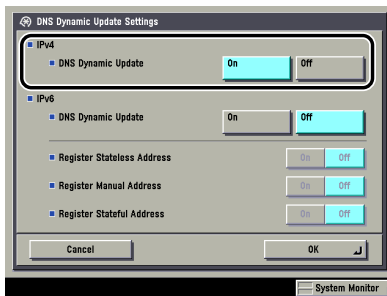 DNS Dynamic Update Settings
IPv4
DNS Dynamic Update On Off
IPv6
DNS Dynamic Update On Off
Register Stateless Address On Off
Register Manual Address On Off
Register Stateful Address On Off
Cancel OK
System Monitor